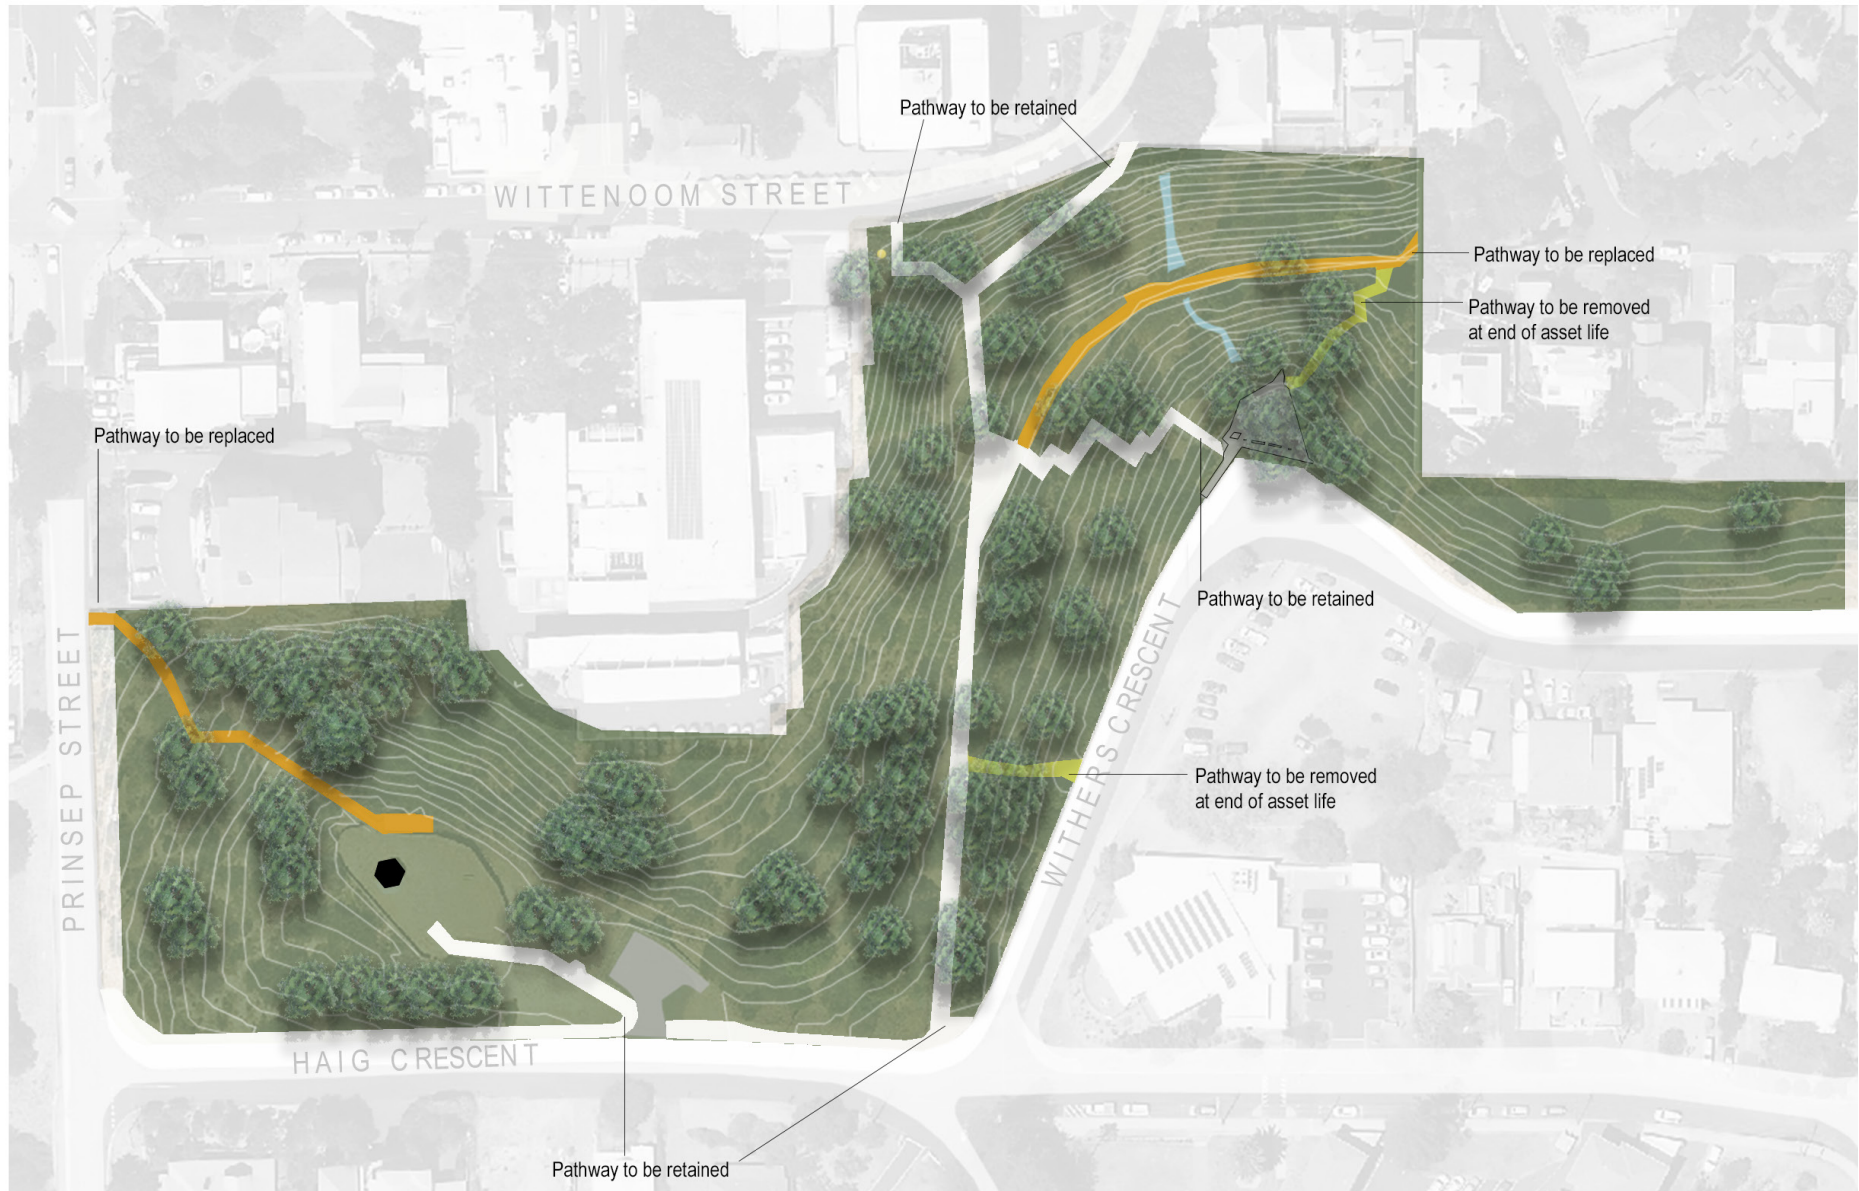 Pathway to be retained
WITTENOOM STREET
Pathway to be replaced
Pathway to be removed
at end of asset life
Pathway to be replaced
Pathway to be retained
PRINSEP STREET
WITHERS CRESCENT
Pathway to be removed
at end of asset life
HAIG CRESCENT
Pathway to be retained